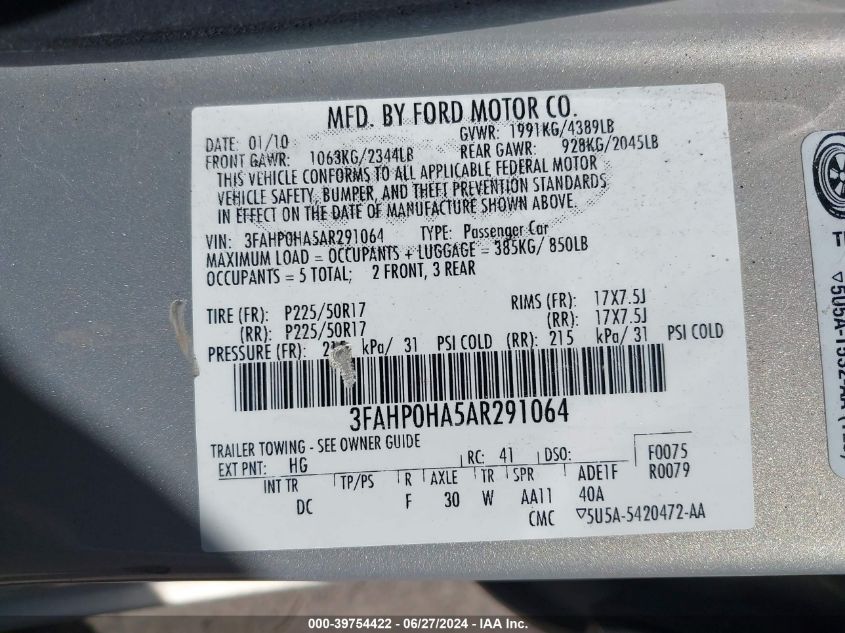 MFD. BY FORD MOTOR CO.
DATE: 01/10 GVWR: 1991KG/4389LB
FRONT GAWR: 1063KG/2344LB REAR GAWR: 928KG/2045LB
THIS VEHICLE CONFORMS TO ALL APPLICABLE FEDERAL MOTOR
VEHICLE SAFETY, BUMPER, AND THEFT PREVENTION STANDARDS
IN EFFECT ON THE DATE OF MANUFACTURE SHOWN ABOVE.
VIN: 3FAHP0HA5AR291064 TYPE: Passenger Car
MAXIMUM LOAD = OCCUPANTS + LUGGAGE = 385KG/ 850LB
OCCUPANTS = 5 TOTAL; 2 FRONT, 3 REAR
TIRE (FR): P225/50R17 RIMS (FR): 17X7.5J
(RR): P225/50R17 (RR): 17X7.5J
PRESSURE (FR): kPa/ 31 PSI COLD (RR): 215 kPa/ 31 PSI COLD
3FAHP0HA5AR291064
TRAILER TOWING - SEE OWNER GUIDE
EXT PNT: HG RC: 41 DSO: F0075
R0079
INT TR TP/PS R AXLE TR SPR ADE1F
DC F 30 W AA11 40A
CMC ▽5U5A-5420472-AA
000-39754422 - 06/27/2024 - IAA Inc.